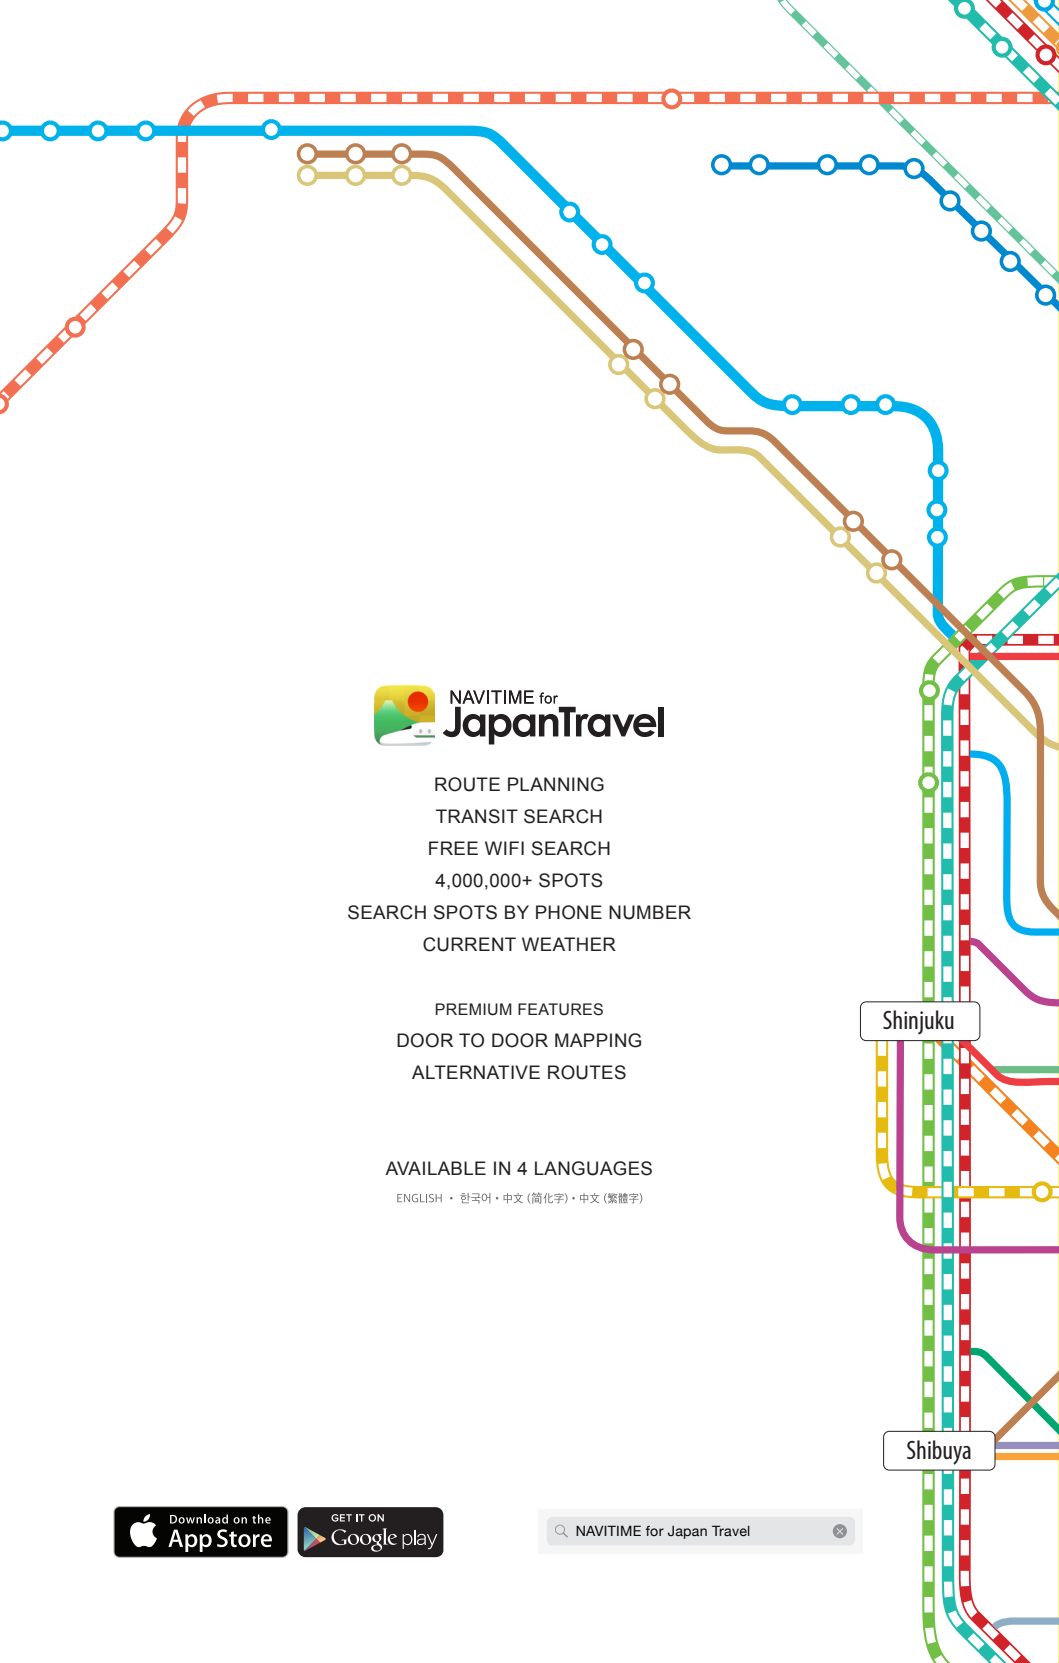 NAVITIME for
JapanTravel
ROUTE PLANNING
TRANSIT SEARCH
FREE WIFI SEARCH
4,000,000+ SPOTS
SEARCH SPOTS BY PHONE NUMBER
CURRENT WEATHER
PREMIUM FEATURES
DOOR TO DOOR MAPPING
ALTERNATIVE ROUTES
Shinjuku
AVAILABLE IN 4 LANGUAGES
ENGLISH ・ 한국어・中文 (简化字)・中文 (繁體字)
Shibuya
Download on the
App Store
GET IT ON
Google play
NAVITIME for Japan Travel